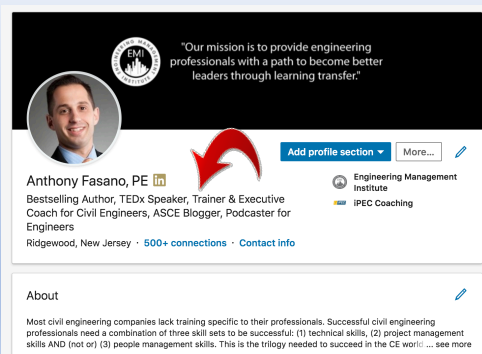 ENGINEERING MANAGEMENT
EMI
INSTITUTE
"Our mission is to provide engineering
professionals with a path to become better
leaders through learning transfer."
Add profile section
More...
Anthony Fasano, PE in
Bestselling Author, TEDx Speaker, Trainer & Executive
Coach for Civil Engineers, ASCE Blogger, Podcaster for
Engineers
Ridgewood, New Jersey · 500+ connections · Contact info
Engineering Management
Institute
iPEC Coaching
About
Most civil engineering companies lack training specific to their professionals. Successful civil engineering
professionals need a combination of three skill sets to be successful: (1) technical skills, (2) project management
skills AND (not or) (3) people management skills. This is the trilogy needed to succeed in the CE world ... see more